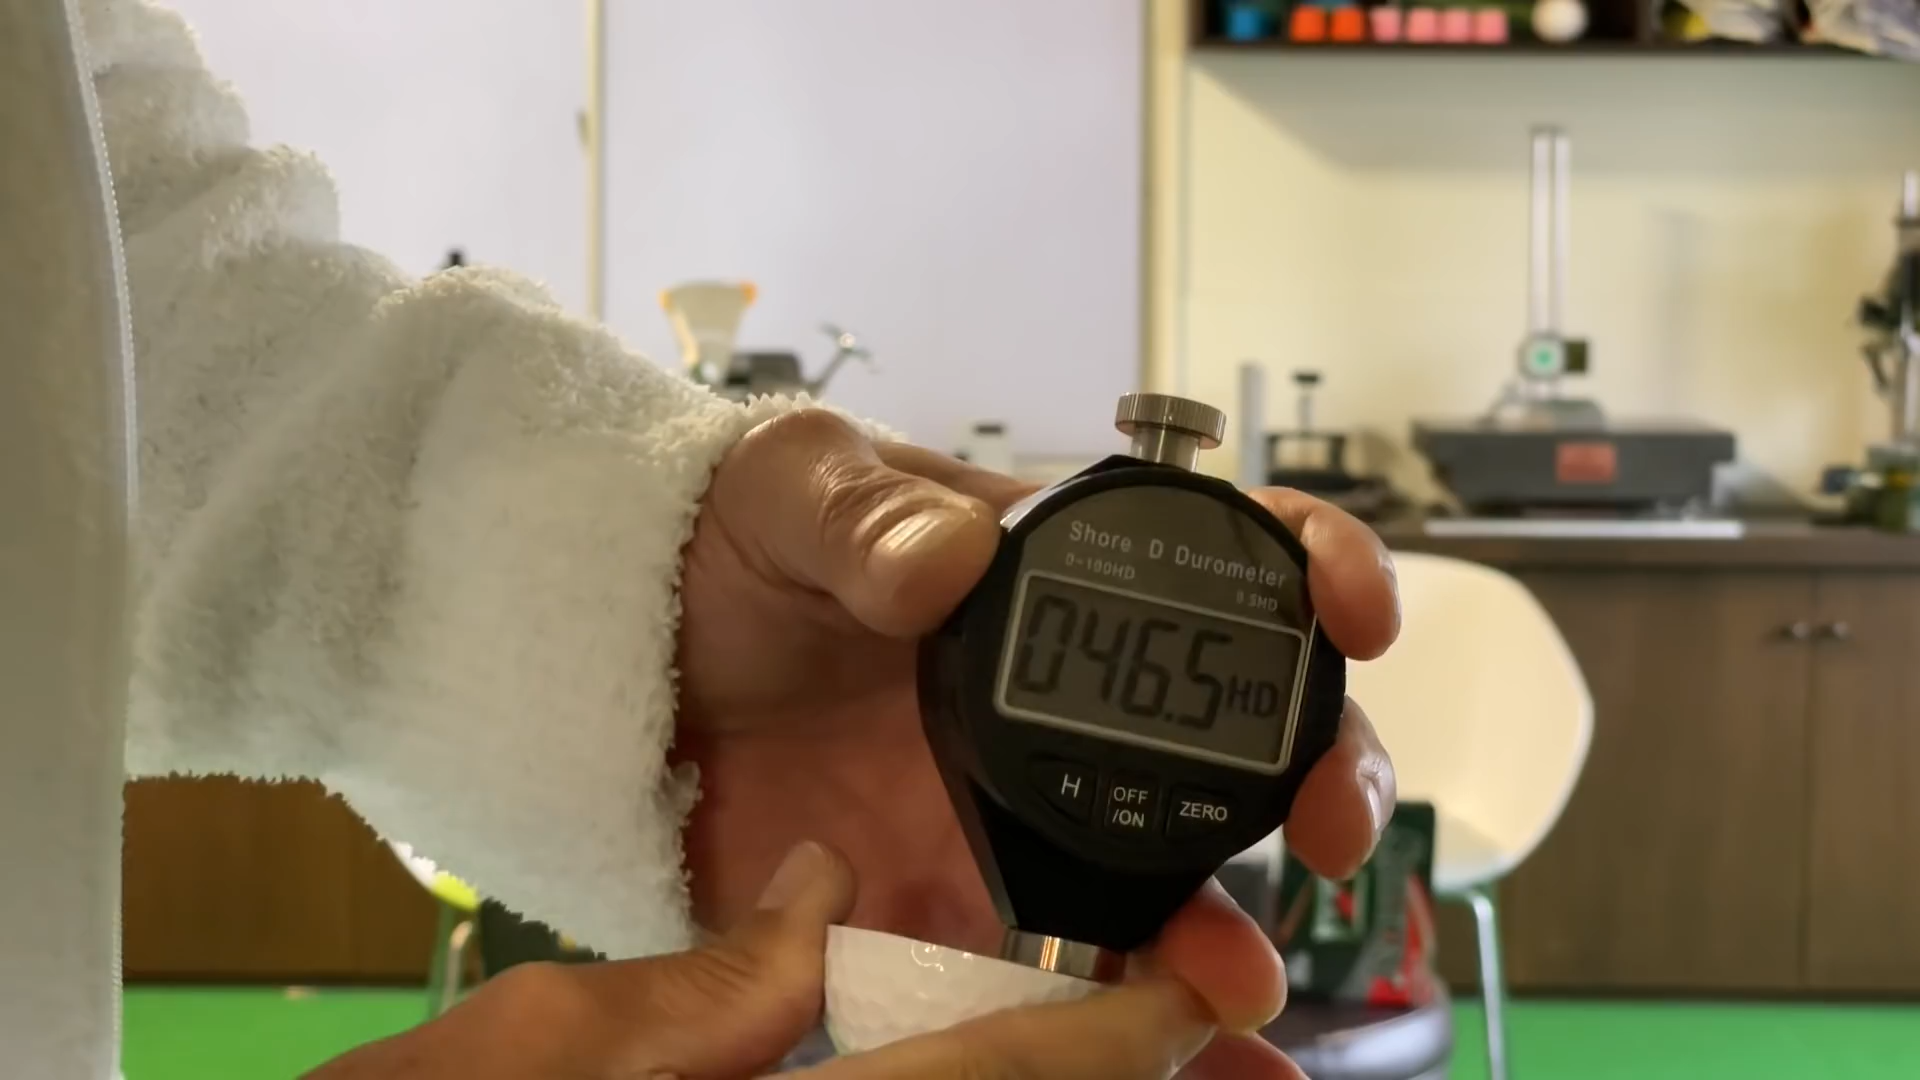 Shore D Durometer
0~100HD
0.5HD
046.5HD
H
OFF
/ON
ZERO